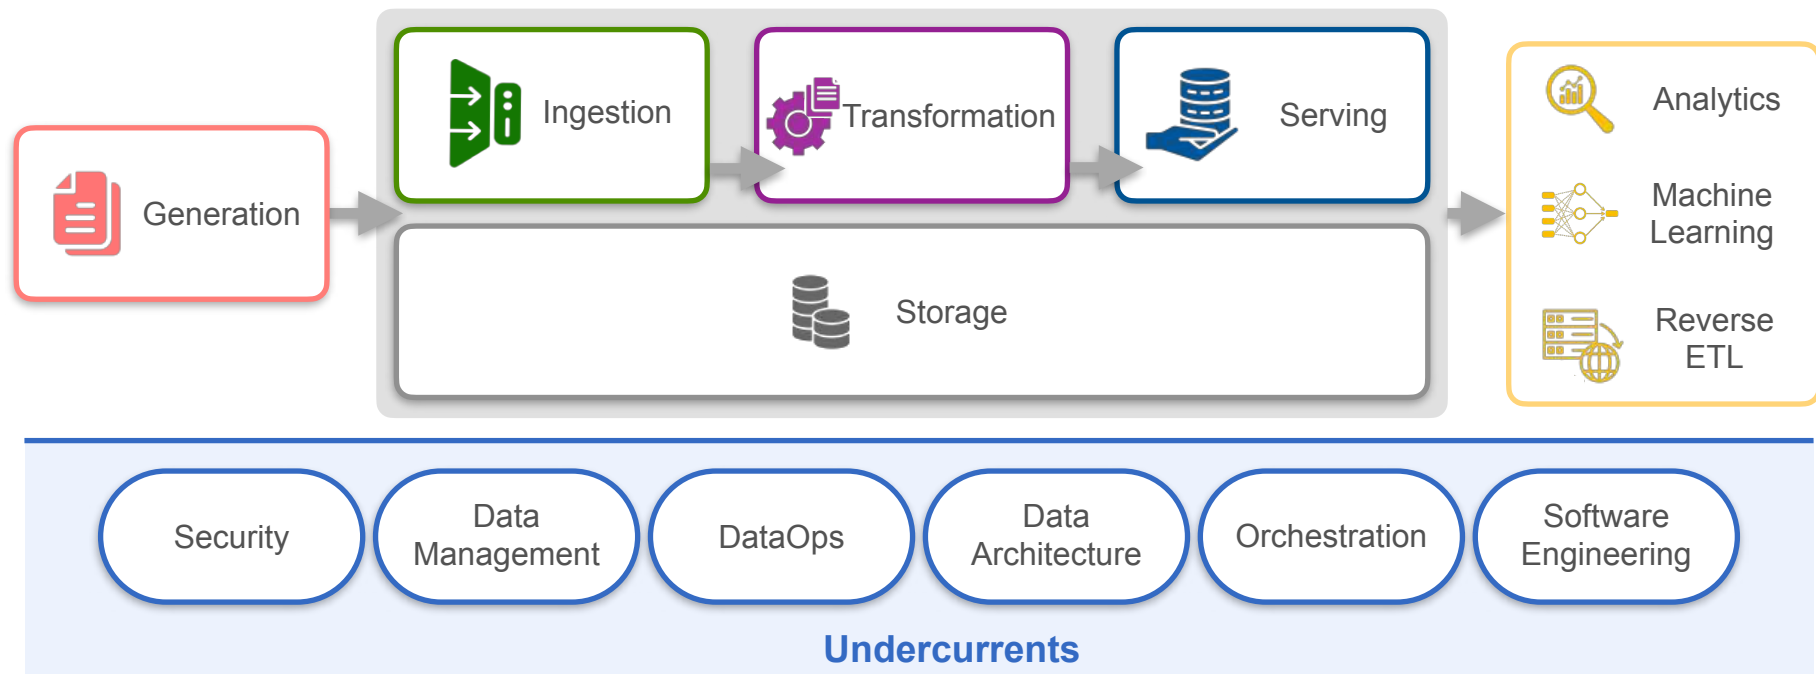 Generation
Ingestion
Transformation
Serving
Storage
Analytics
Machine
Learning
Reverse
ETL
Security
Data
Management
DataOps
Data
Architecture
Orchestration
Software
Engineering
Undercurrents